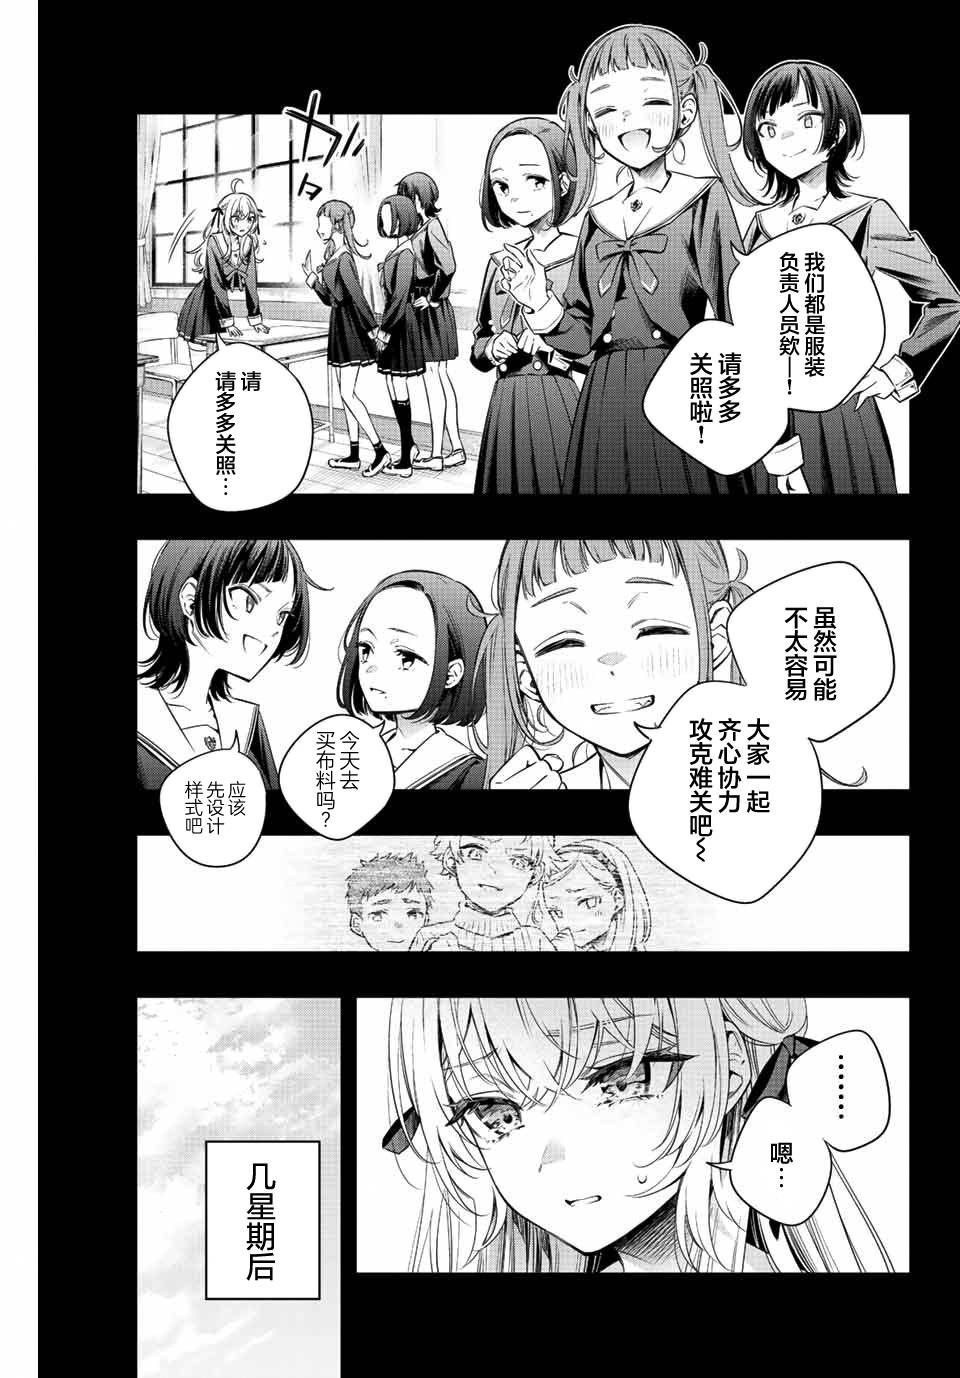 我们都是服装
负责人员欸—！
请多多
关照啦！
ガタ
请
请多多关照…
虽然可能
不太容易
大家一起
齐心协力
攻克难关吧～
今天去
买布料吗？
应该
先设计
样式吧
………
嗯…
几星期后